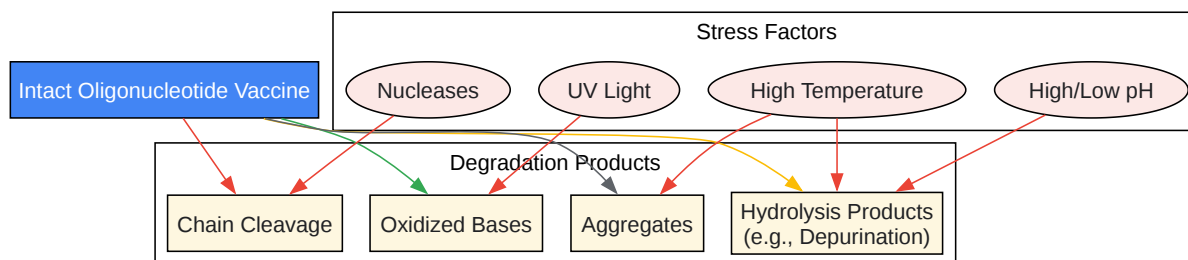 Stress Factors
Intact Oligonucleotide Vaccine
Nucleases
UV Light
High Temperature
High/Low pH
Degradation Products
Chain Cleavage
Oxidized Bases
Aggregates
Hydrolysis Products
(e.g., Depurination)